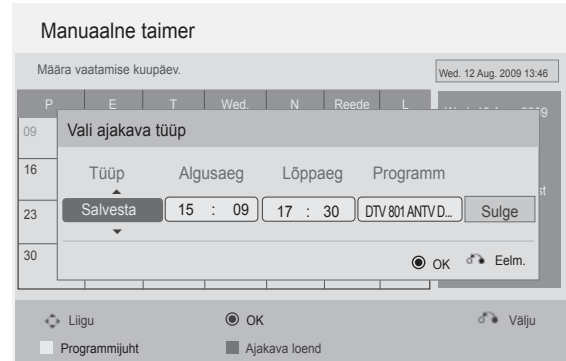 Manuaalne taimer
Määra vaatamise kuupäev.
Wed. 12 Aug. 2009 13:46
P E T Wed. N Reede L
09
Vali ajakava tüüp
16
Tüüp Algusaeg Lõppaeg Programm
23
Salvesta 15 : 09 17 : 30 DTV 801 ANTV D... Sulge
30
OK Eelm.
Liigu OK Välju
Programmijuht Ajakava loend